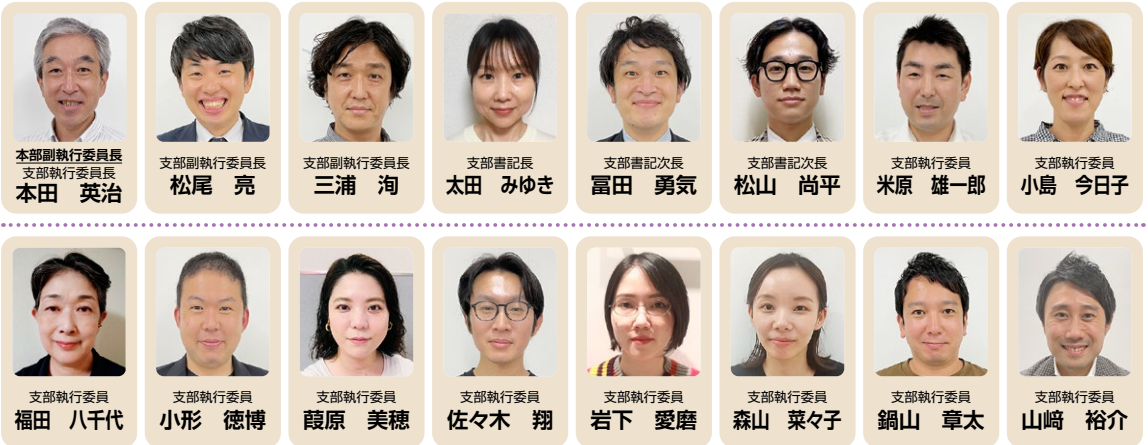 本部副執行委員長
支部執行委員長
本田　英治
支部副執行委員長
松尾　亮
支部副執行委員長
三浦　洵
支部書記長
太田　みゆき
支部書記次長
冨田　勇気
支部書記次長
松山　尚平
支部執行委員
米原　雄一郎
支部執行委員
小島　今日子
支部執行委員
福田　八千代
支部執行委員
小形　徳博
支部執行委員
葭原　美穂
支部執行委員
佐々木　翔
支部執行委員
岩下　愛磨
支部執行委員
森山　菜々子
支部執行委員
鍋山　章太
支部執行委員
山﨑　裕介